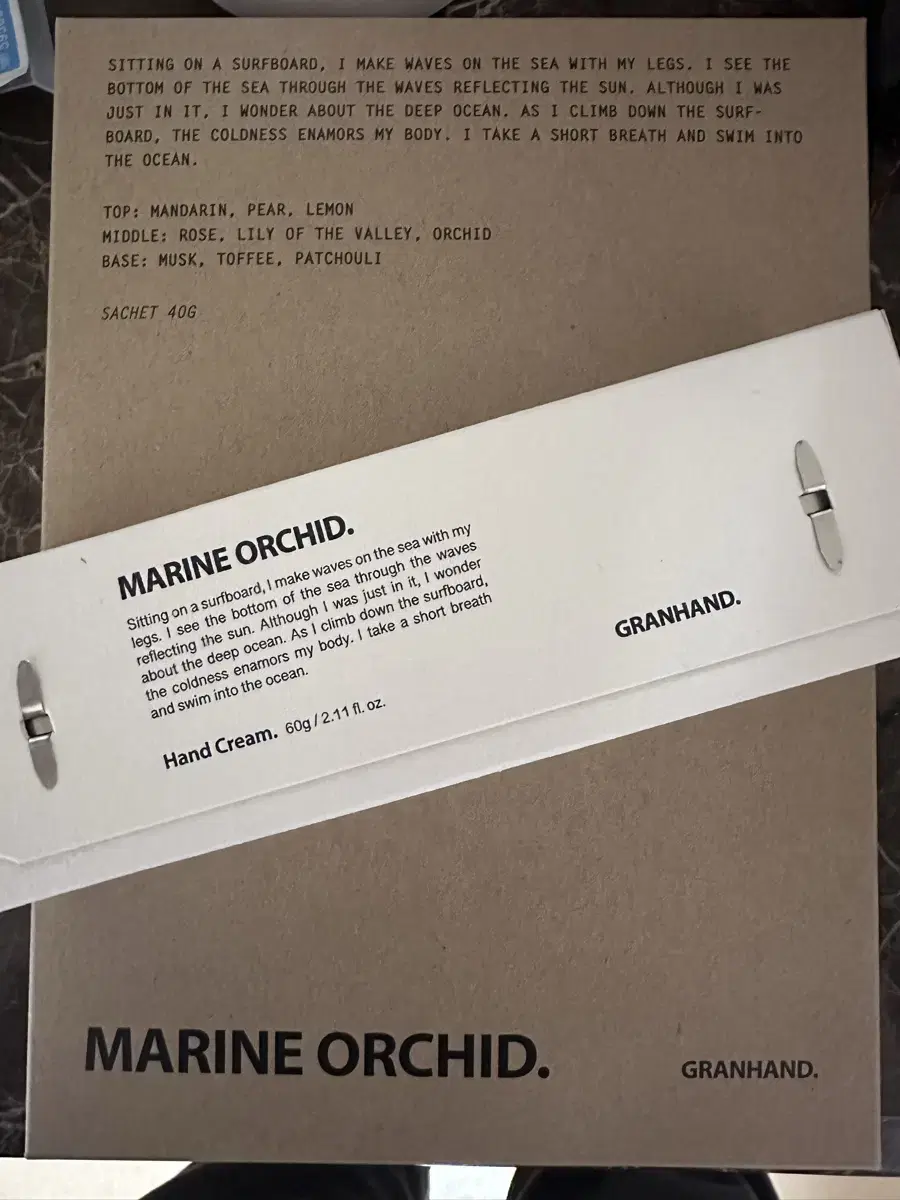 SITTING ON A SURFBOARD, I MAKE WAVES ON THE SEA WITH MY LEGS. I SEE THE
BOTTOM OF THE SEA THROUGH THE WAVES REFLECTING THE SUN. ALTHOUGH I WAS
JUST IN IT, I WONDER ABOUT THE DEEP OCEAN. AS I CLIMB DOWN THE SURF-
BOARD, THE COLDNESS ENAMORS MY BODY. I TAKE A SHORT BREATH AND SWIM INTO
THE OCEAN.
TOP: MANDARIN, PEAR, LEMON
MIDDLE: ROSE, LILY OF THE VALLEY, ORCHID
BASE: MUSK, TOFFEE, PATCHOULI
SACHET 40G
MARINE ORCHID.
Sitting on a surfboard, I make waves on the sea with my
legs. I see the bottom of the sea through the waves
reflecting the sun. Although I was just in it, I wonder
about the deep ocean. As I climb down the surfboard,
the coldness enamors my body. I take a short breath
and swim into the ocean.
Hand Cream. 60g / 2.11 fl. oz.
GRANHAND.
MARINE ORCHID.
GRANHAND.